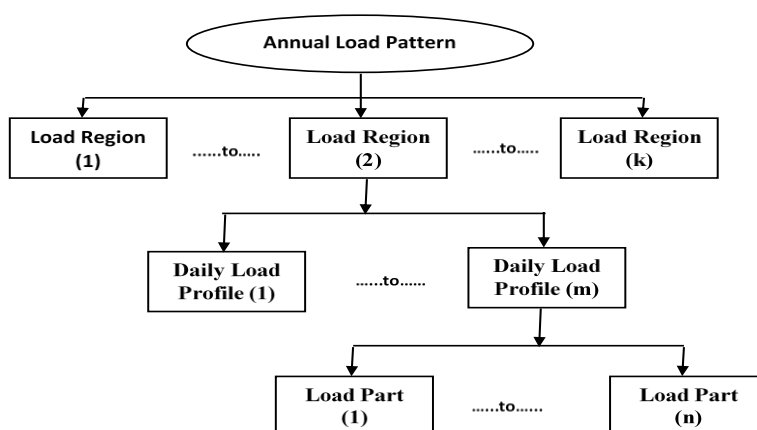 Annual Load Pattern
Load Region
(1)
......to.....
Load Region
(2)
......to.....
Load Region
(k)
Daily Load
Profile (1)
......to......
Daily Load
Profile (m)
Load Part
(1)
......to......
Load Part
(n)